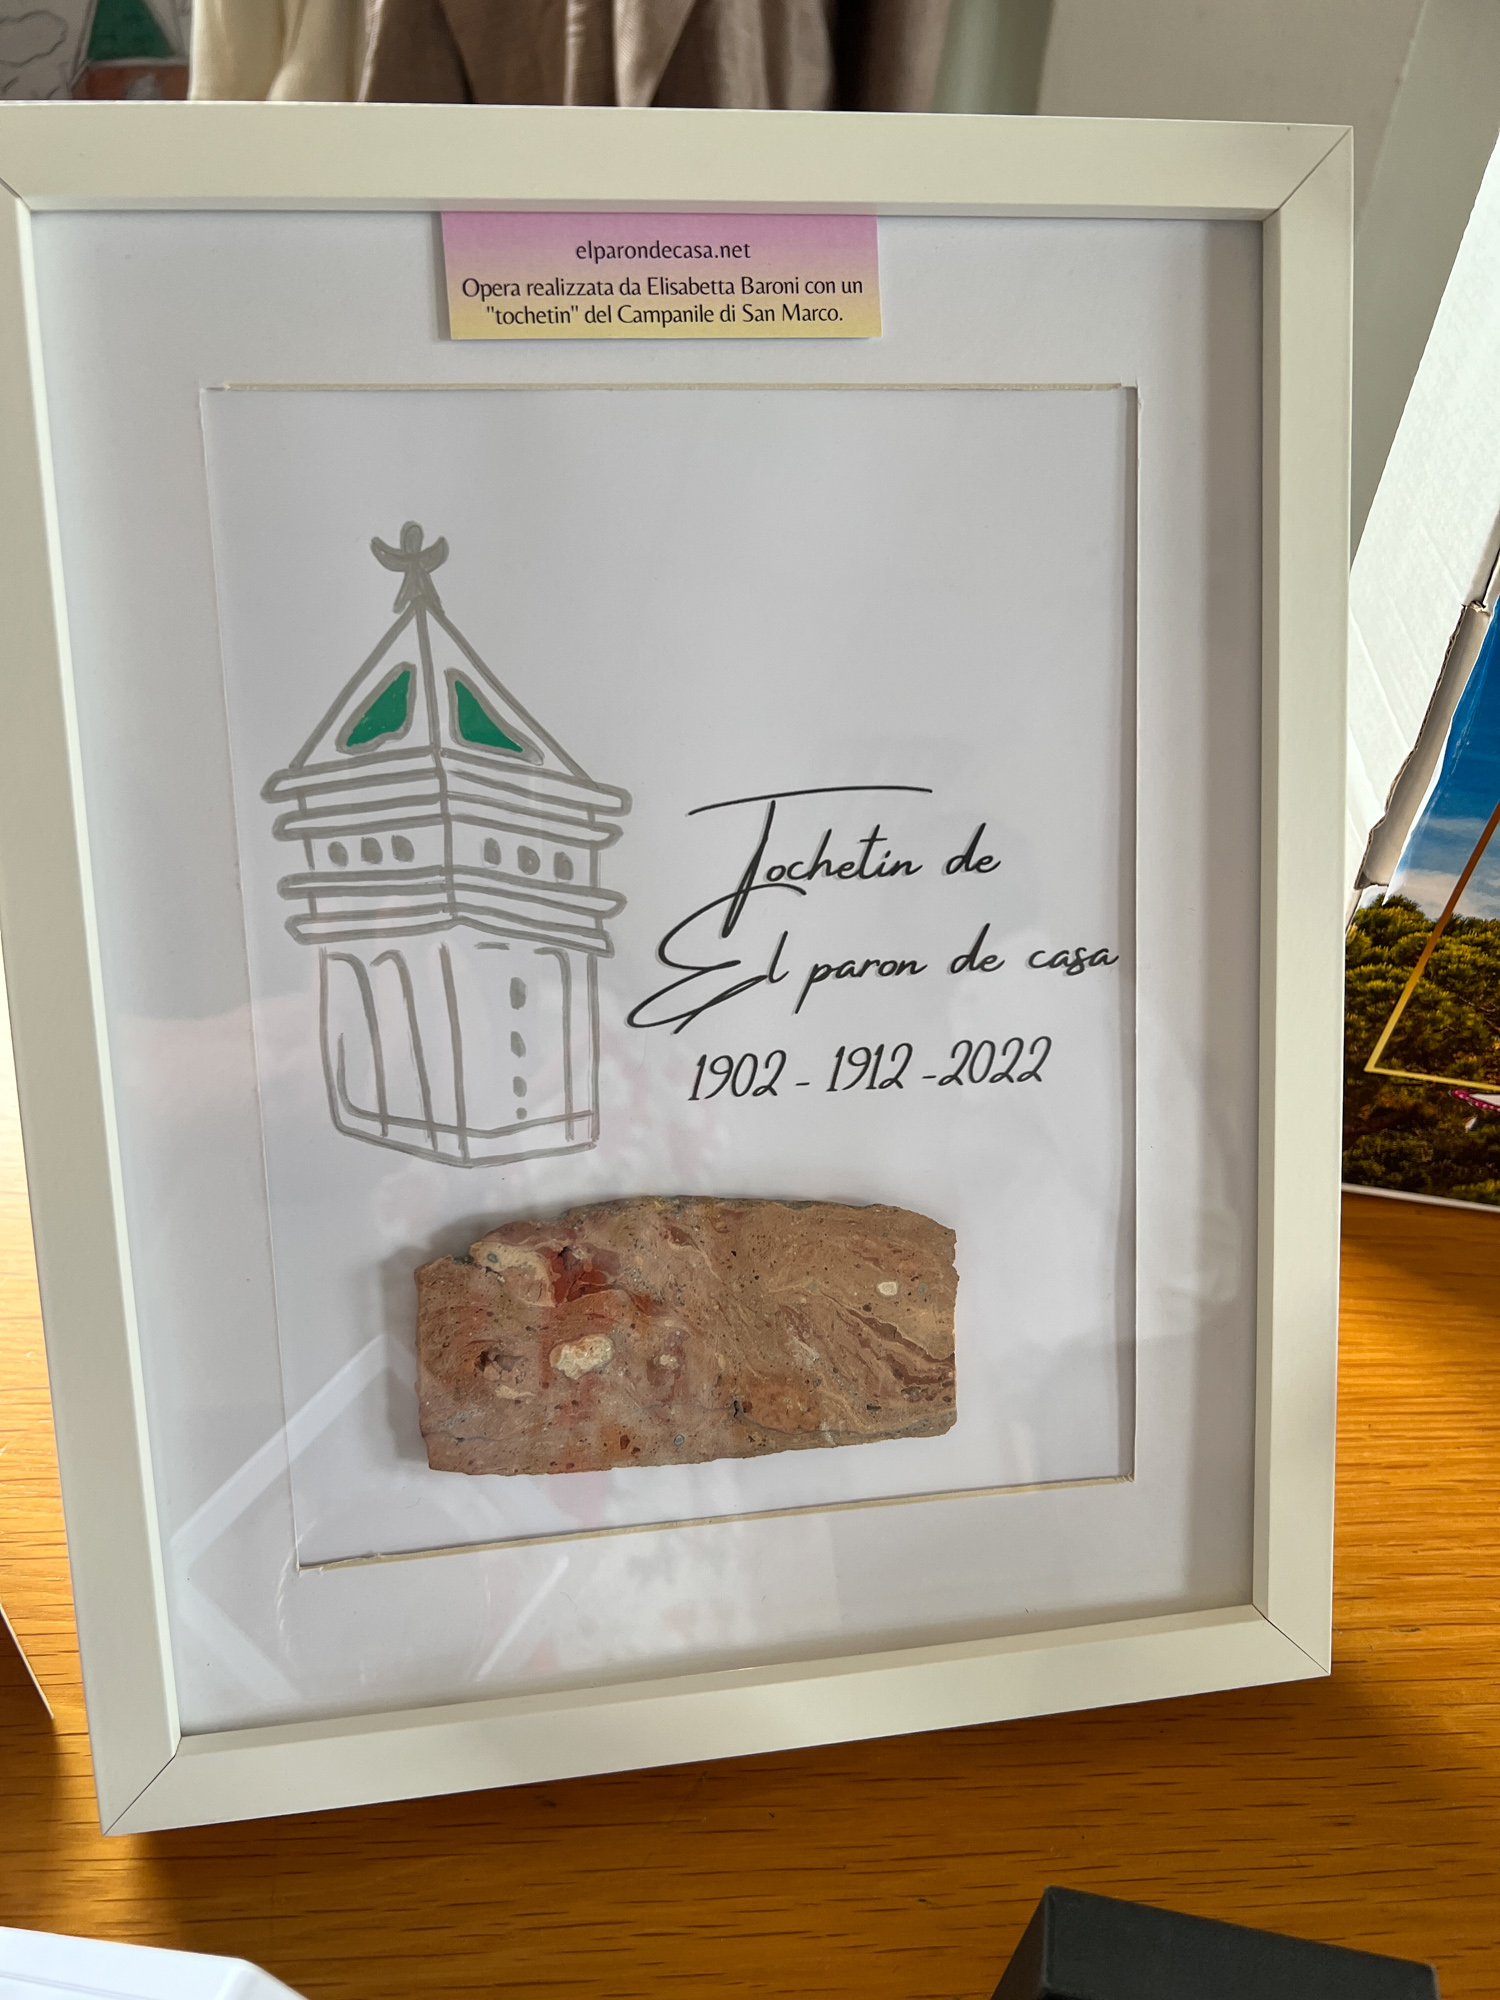 elparondecasa.net
Opera realizzata da Elisabetta Baroni con un
"tochetin" del Campanile di San Marco.
Tochetin de
El paron de casa
1902 - 1912 - 2022